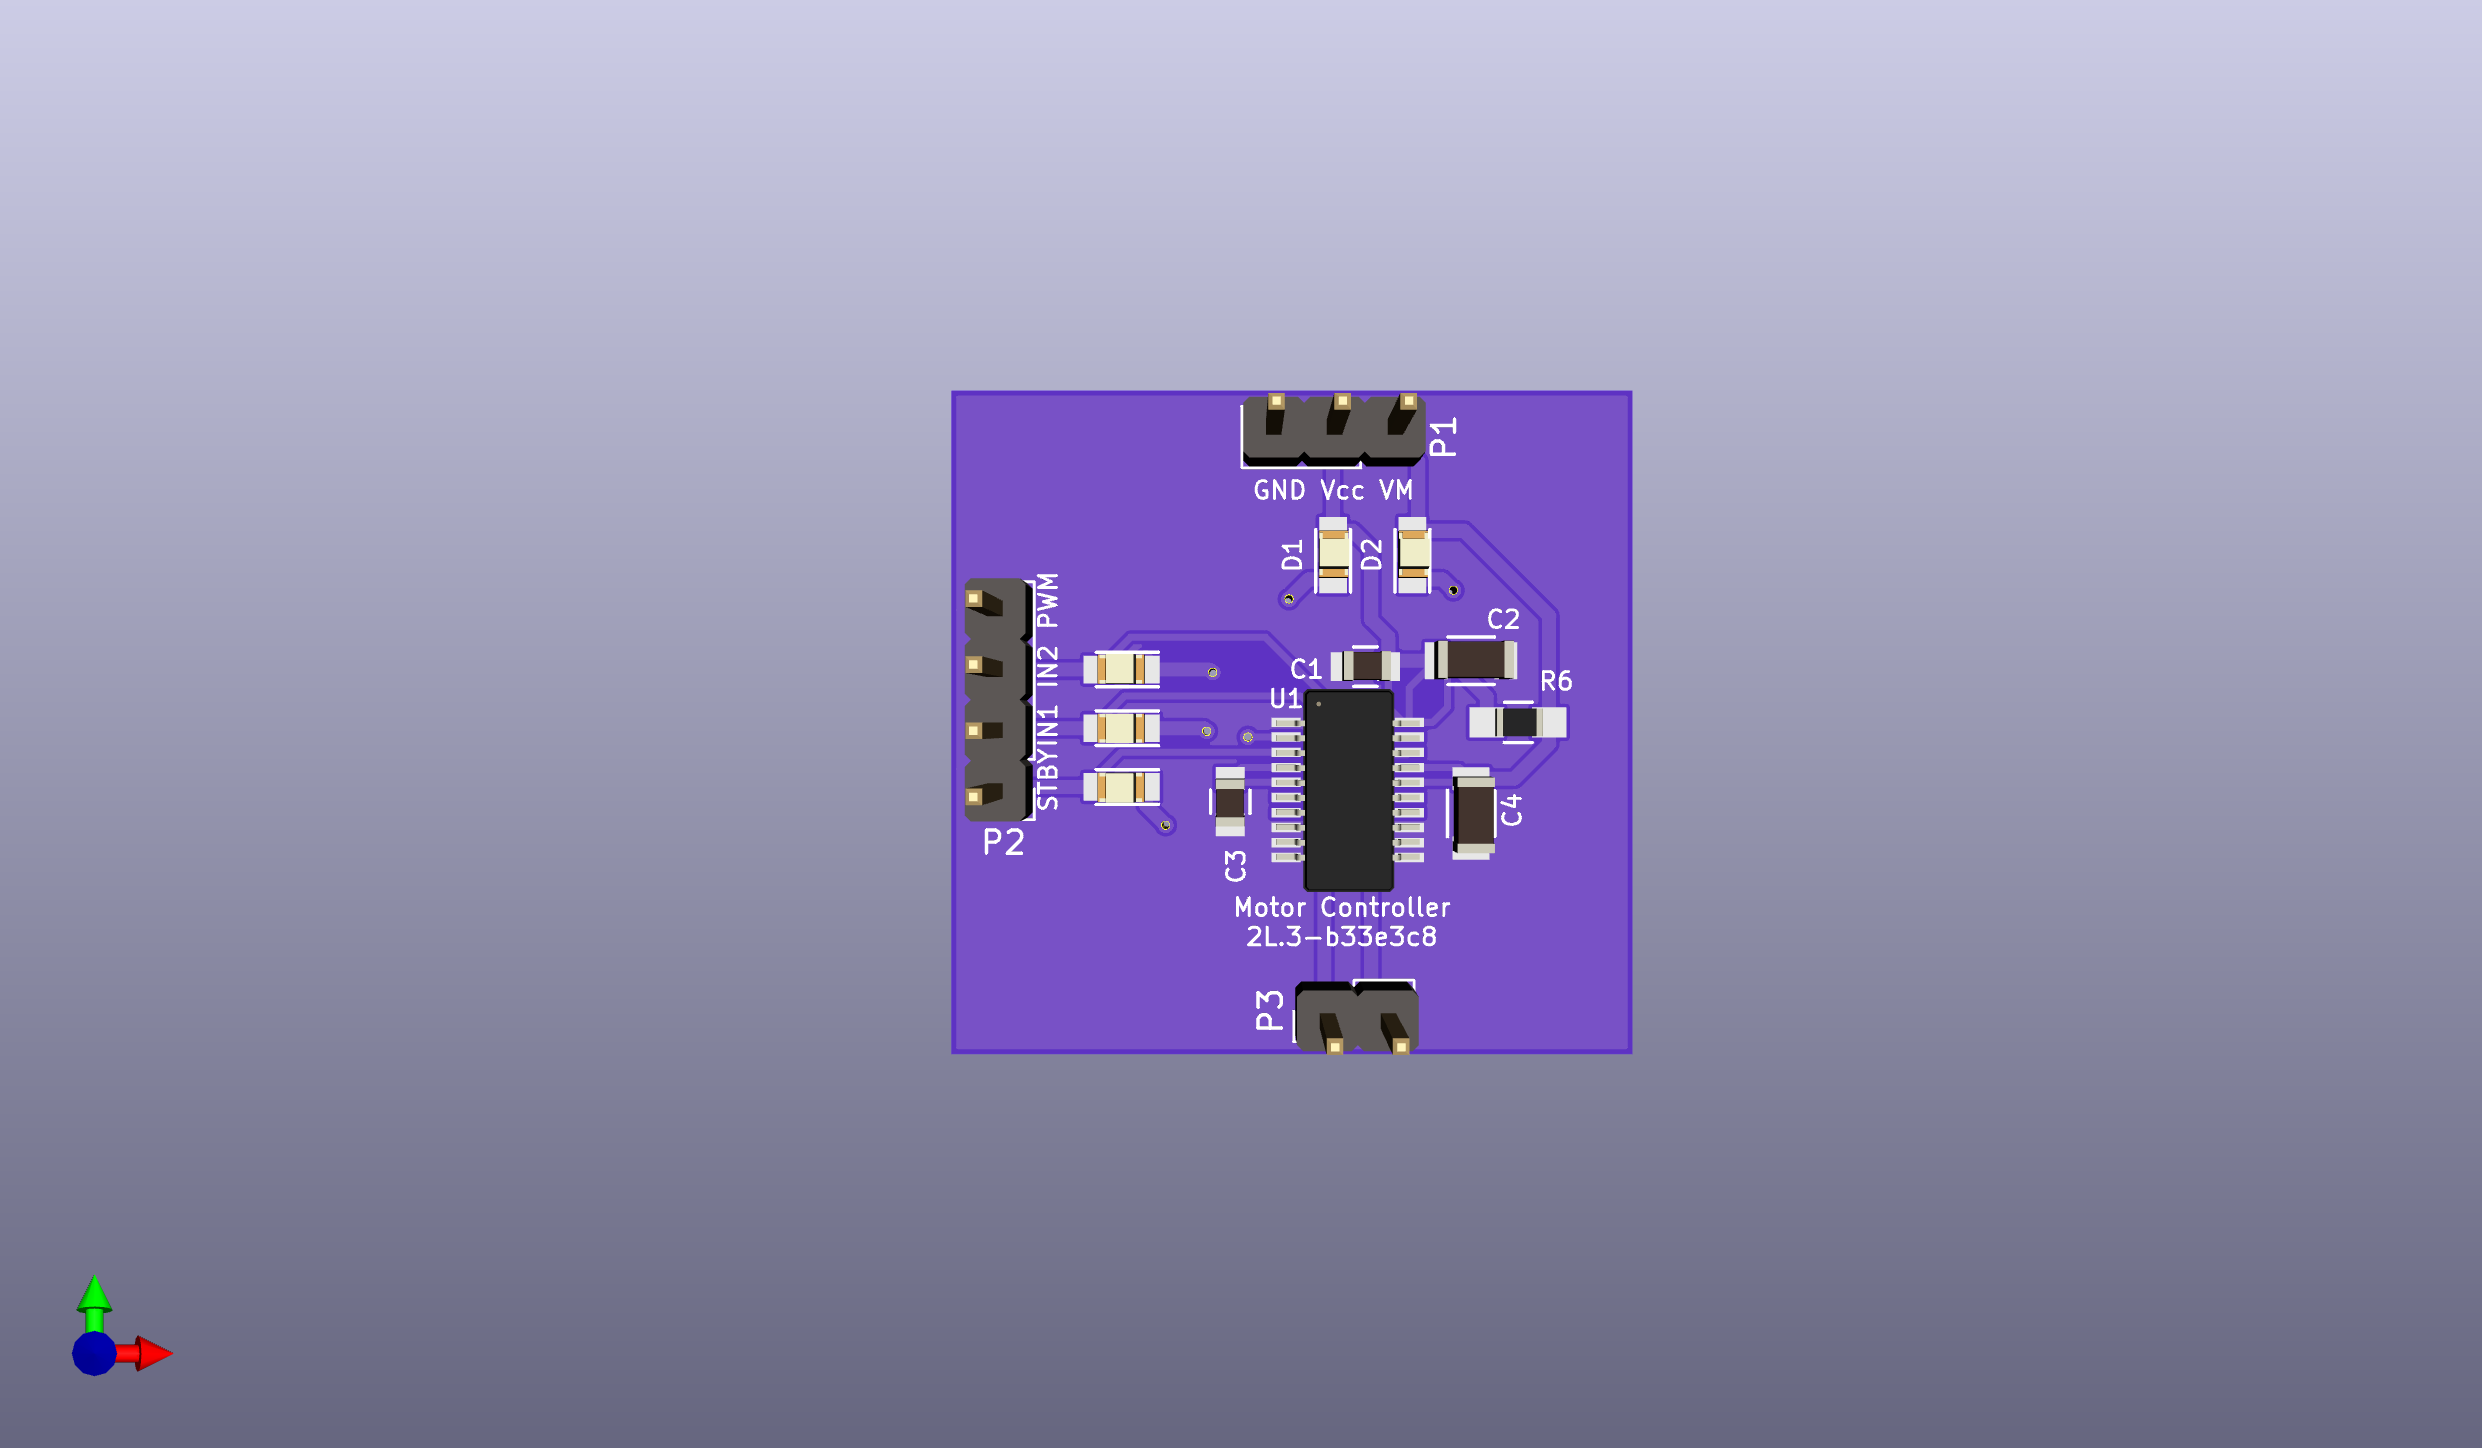 P1
GND Vcc VM
D1
D2
PWM
IN2
IN1
STBY
P2
C2
C1
R6
U1
C4
C3
Motor Controller
2L.3-b33e3c8
P3